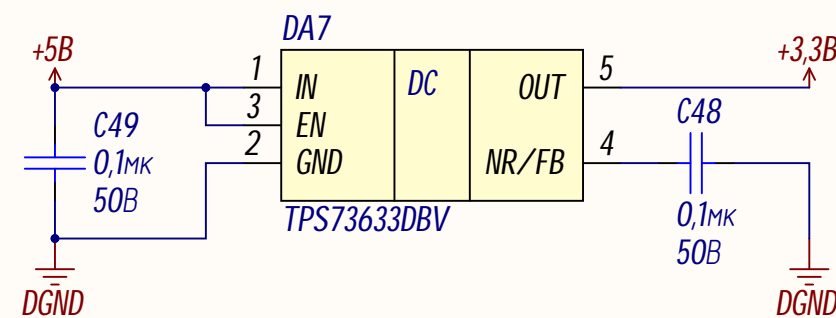 DA7
+5В
+3,3В
1
IN
DC
OUT
5
3
EN
C49
C48
0,1мк
50В
2
GND
NR/FB
4
TPS73633DBV
0,1мк
50В
DGND
DGND